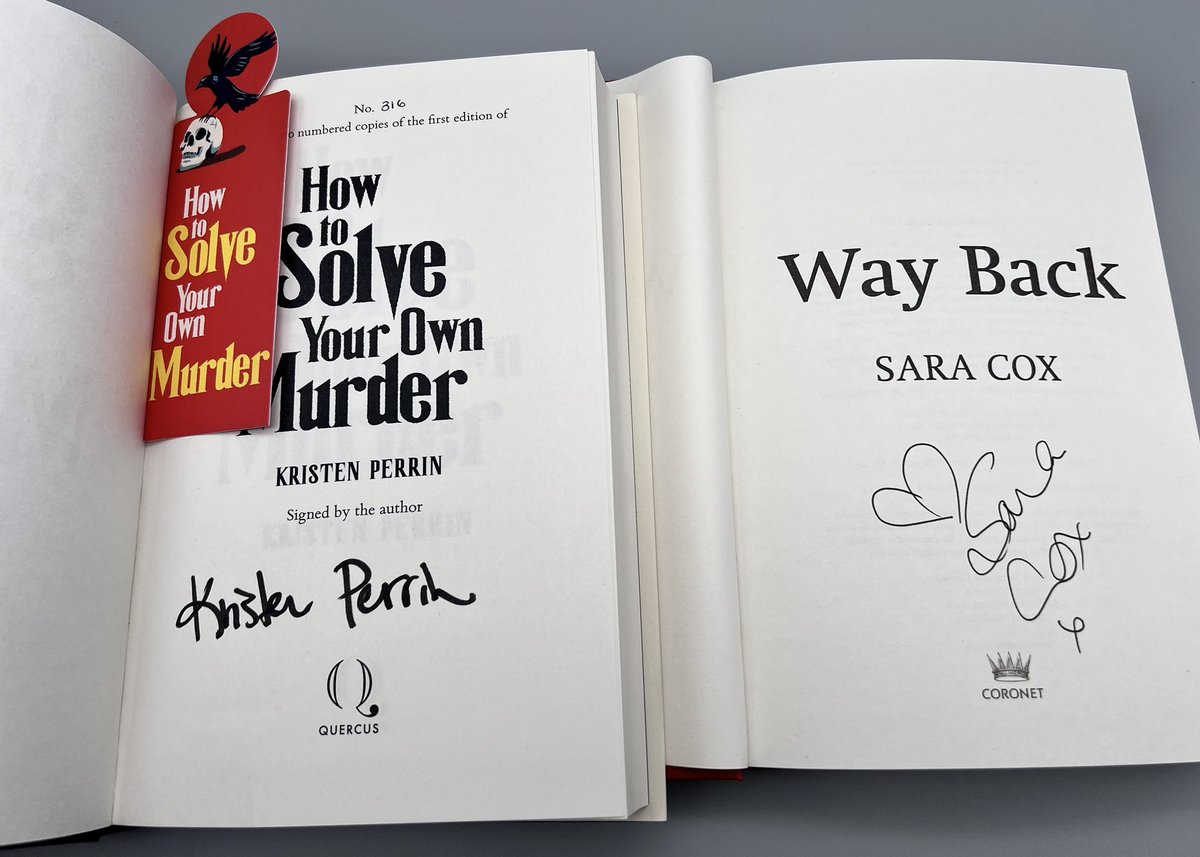 How
to
Solve
Your
Own
Murder
No. 316
numbered copies of the first edition of
How
to
Solve
Your Own
Murder
KRISTEN PERRIN
Signed by the author
Kristen Perrin
QUERCUS
Way Back
SARA COX
Sara
Cox
x
CORONET